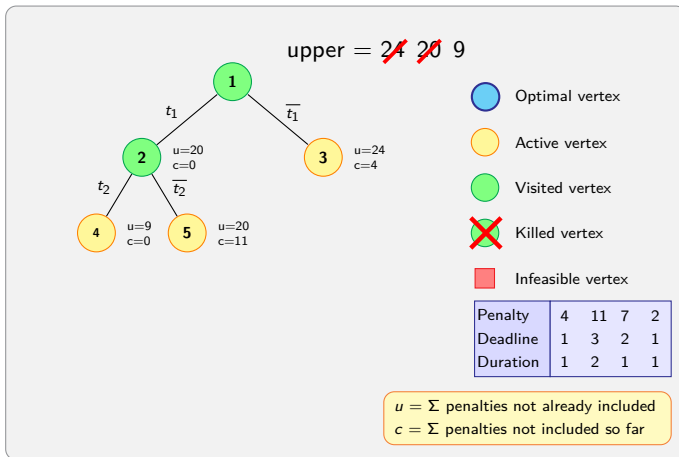 upper = 24 20 9
1
t₁
t₁
2
u=20
c=0
3
u=24
c=4
t₂
t₂
4
u=9
c=0
5
u=20
c=11
Optimal vertex
Active vertex
Visited vertex
Killed vertex
Infeasible vertex
Penalty 4 11 7 2
Deadline 1 3 2 1
Duration 1 2 1 1
u = Σ penalties not already included
c = Σ penalties not included so far